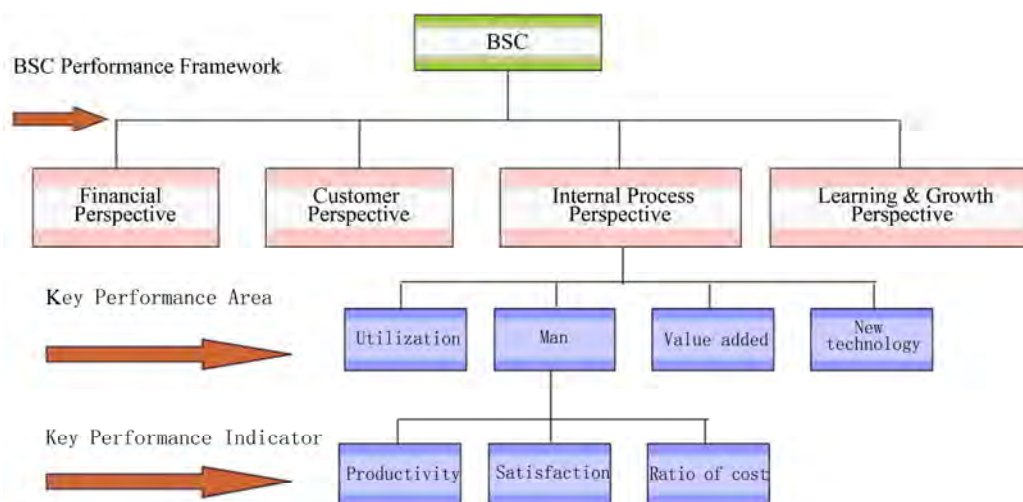 BSC
BSC Performance Framework
Financial
Perspective
Customer
Perspective
Internal Process
Perspective
Learning & Growth
Perspective
Key Performance Area
Utilization
Man
Value added
New
technology
Key Performance Indicator
Productivity
Satisfaction
Ratio of cost